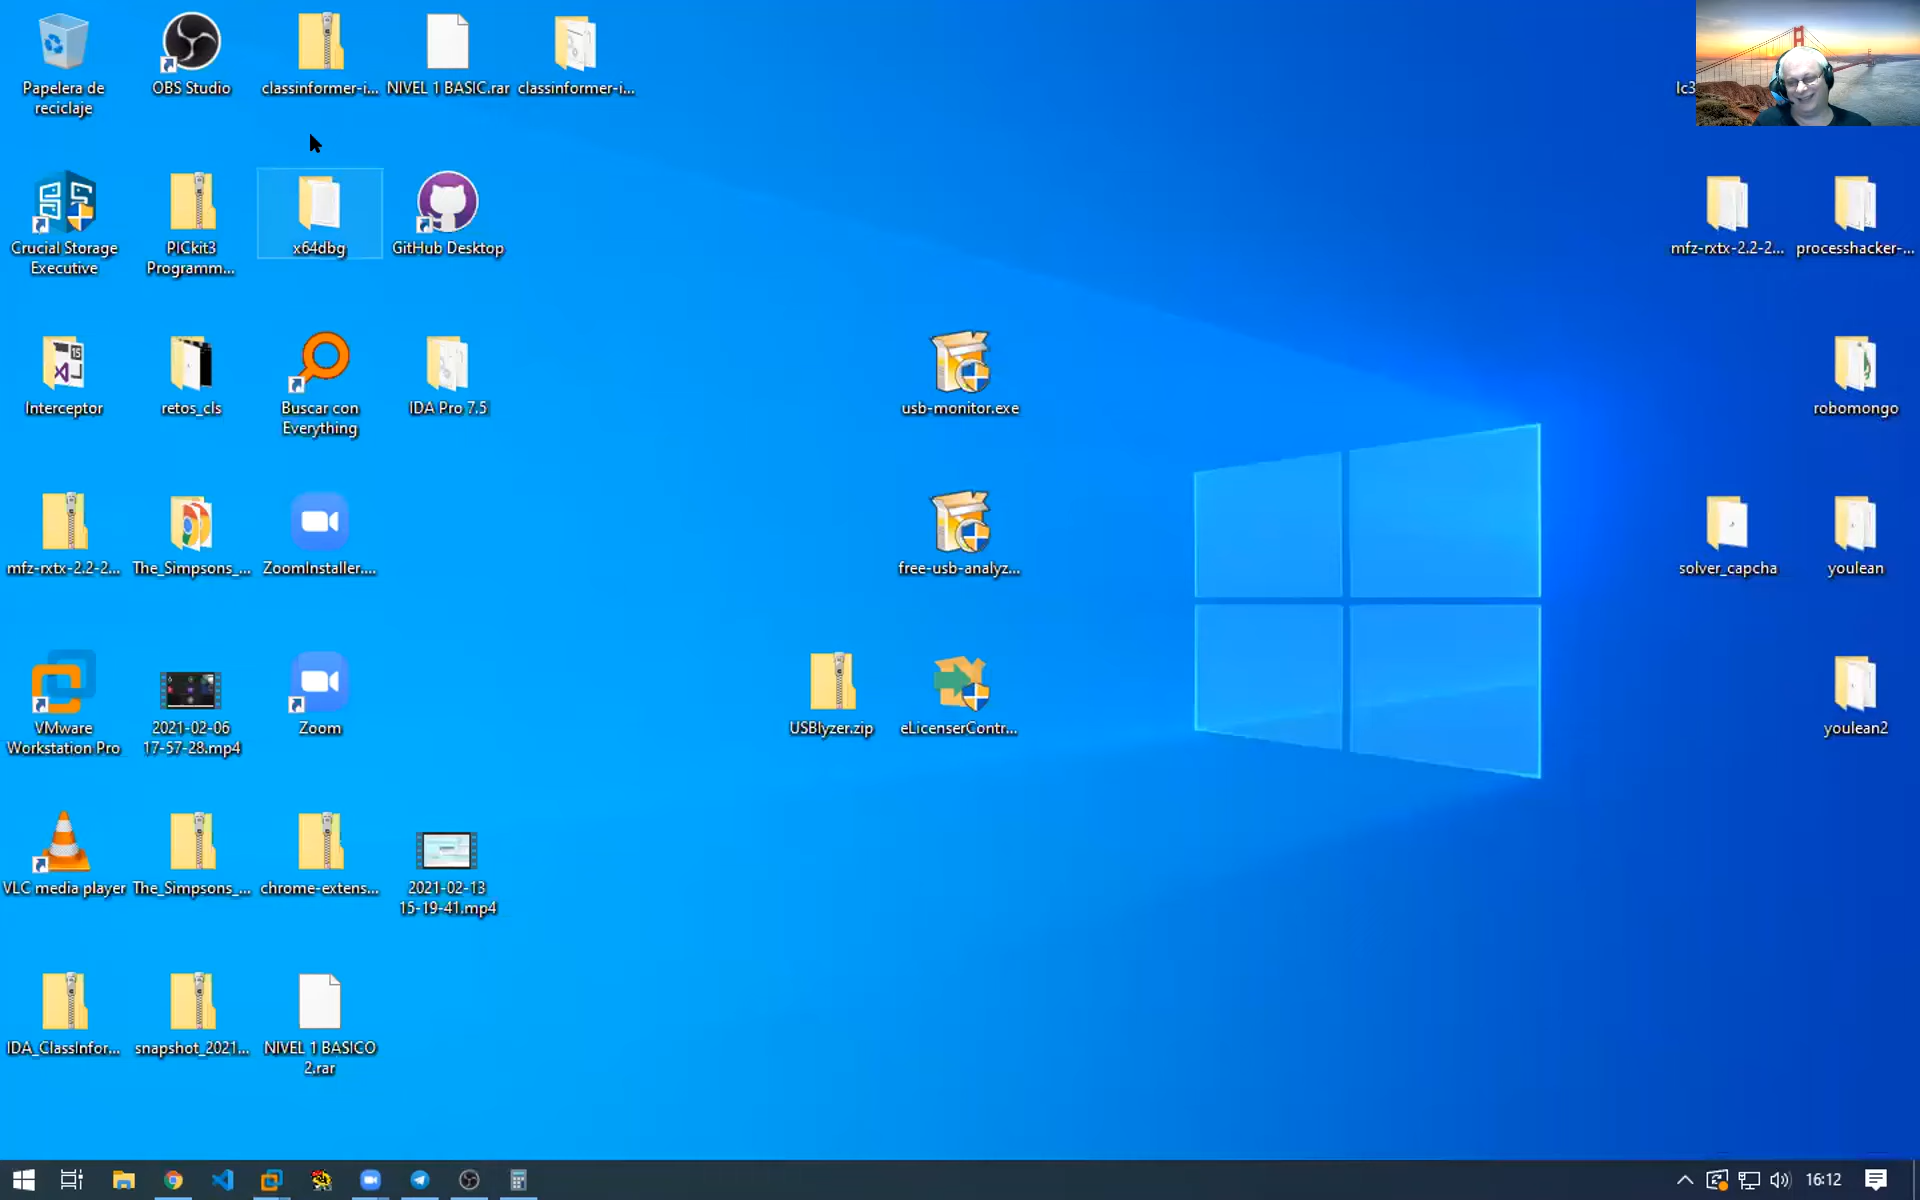 Papelera de
reciclaje
OBS Studio
classinformer-i...
NIVEL 1 BASIC.rar
classinformer-i...
lc3
Crucial Storage
Executive
PICkit3
Programm...
x64dbg
GitHub Desktop
mfz-rxtx-2.2-2...
processhacker-...
Interceptor
retos_cls
Buscar con
Everything
IDA Pro 7.5
usb-monitor.exe
robomongo
mfz-rxtx-2.2-2...
The_Simpsons_...
ZoomInstaller....
free-usb-analyz...
solver_capcha
youlean
VMware
Workstation Pro
2021-02-06
17-57-28.mp4
Zoom
USBlyzer.zip
eLicenserContr...
youlean2
VLC media player
The_Simpsons_...
chrome-extens...
2021-02-13
15-19-41.mp4
IDA_ClassInfor...
snapshot_2021...
NIVEL 1 BASICO
2.rar
16:12